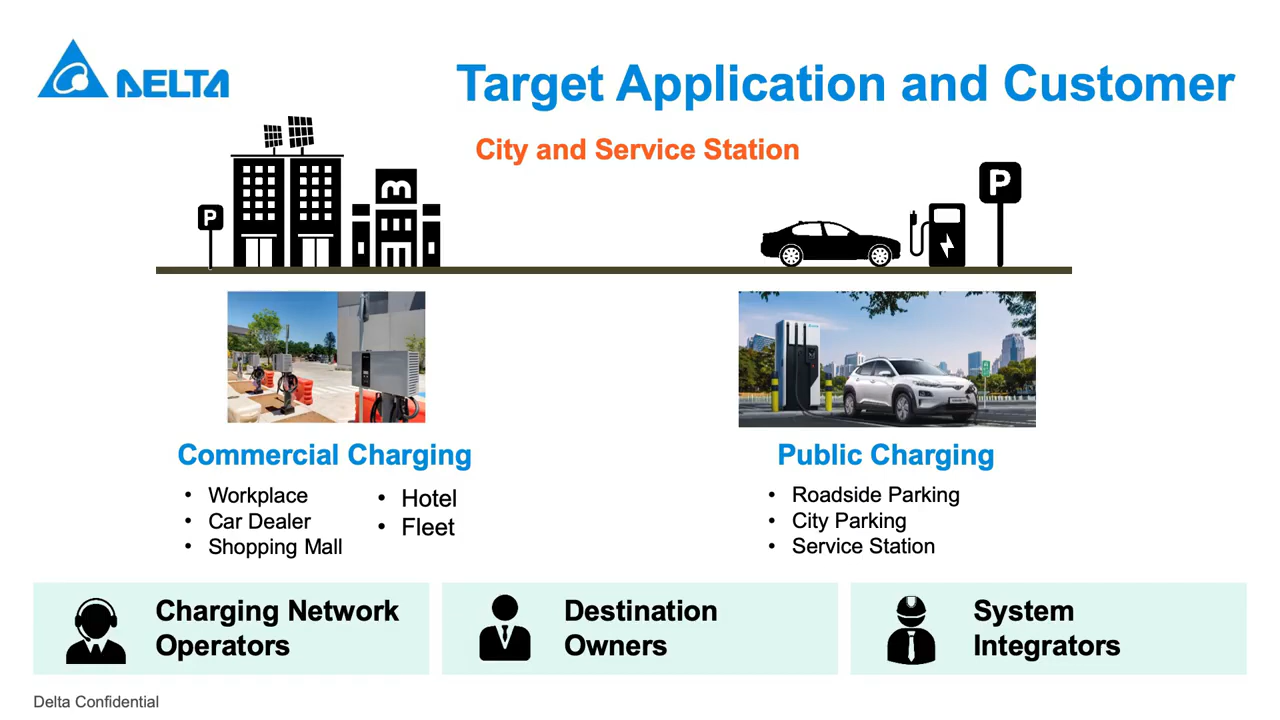 DELTA
Target Application and Customer
City and Service Station
P
P
Commercial Charging
• Workplace
• Car Dealer
• Shopping Mall
• Hotel
• Fleet
Public Charging
• Roadside Parking
• City Parking
• Service Station
Charging Network
Operators
Destination
Owners
System
Integrators
Delta Confidential